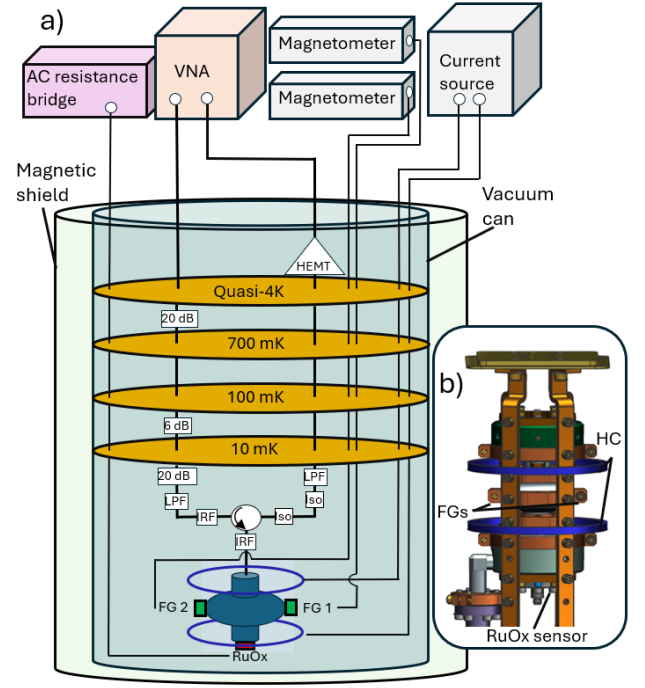 a)
AC resistance
bridge
VNA
Magnetometer
Magnetometer
Current
source
Magnetic
shield
Vacuum
can
HEMT
Quasi-4K
20 dB
700 mK
100 mK
6 dB
10 mK
20 dB
LPF
LPF
Iso
IRF
Iso
IRF
FG 2
FG 1
RuOx
b)
HC
FGs
RuOx sensor